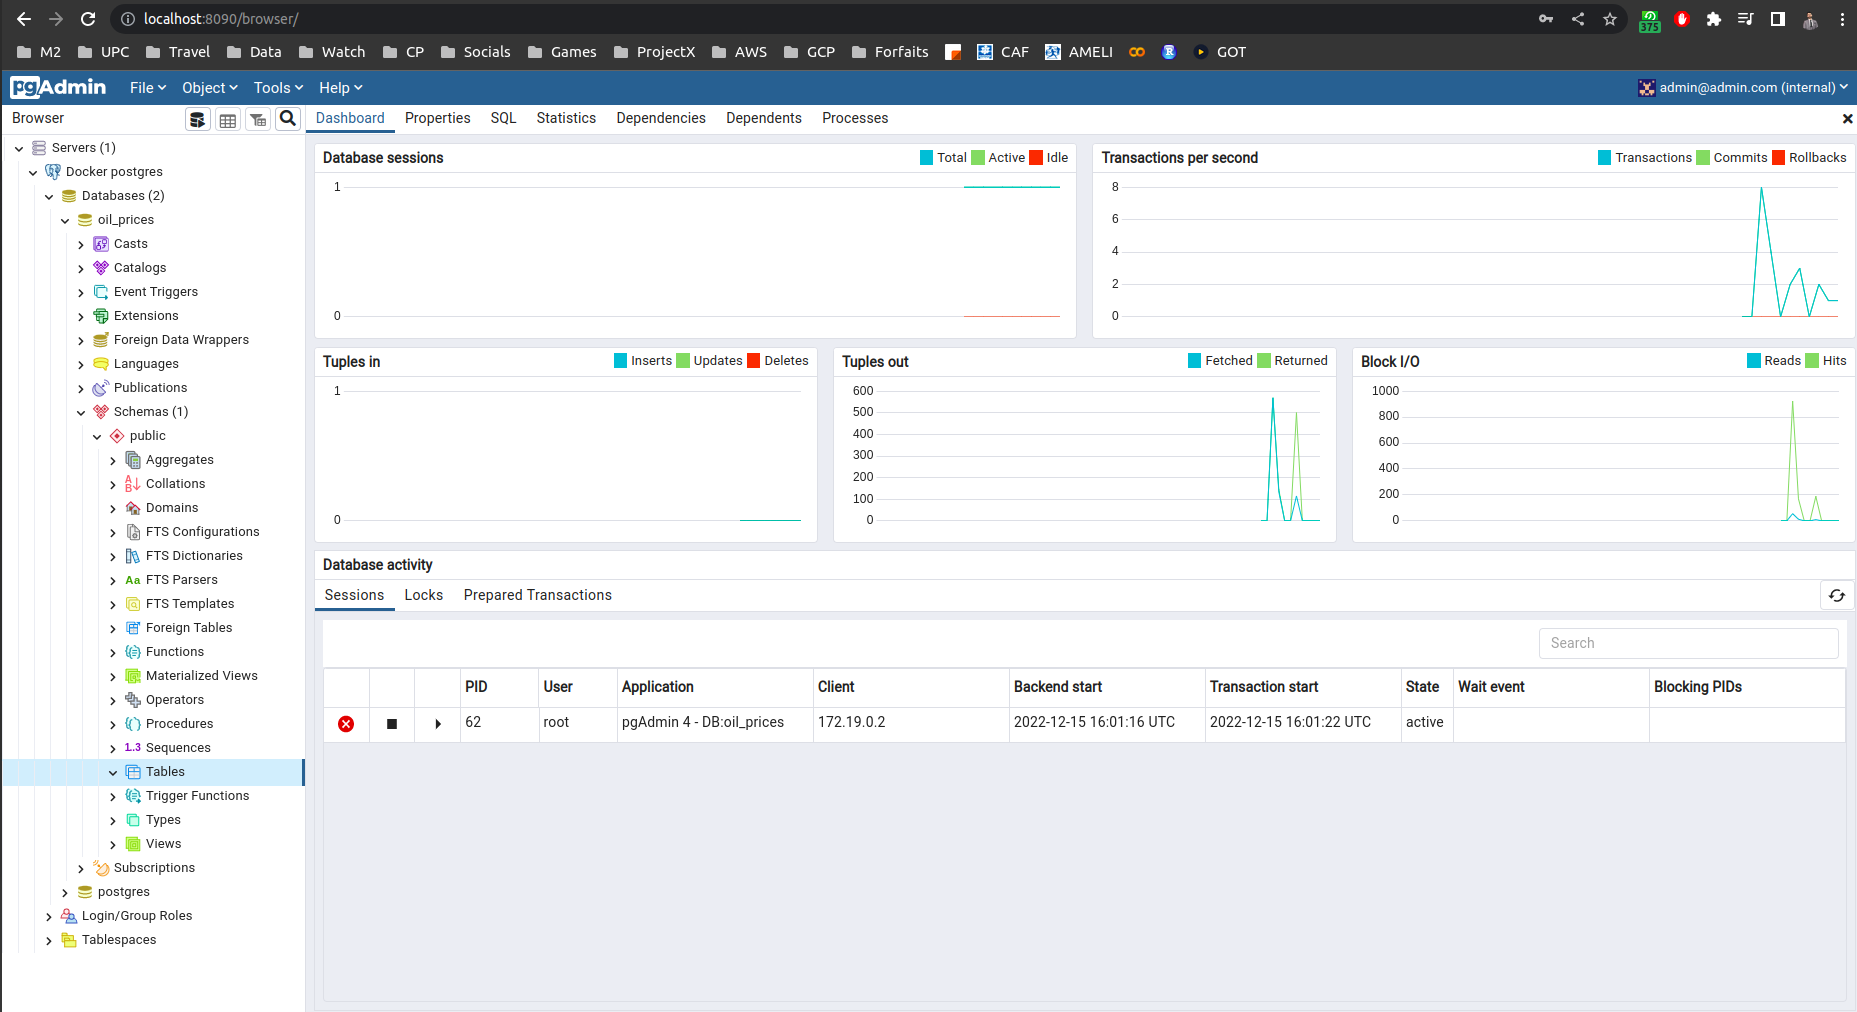 localhost:8090/browser/
375
M2 UPC Travel Data Watch CP Socials Games ProjectX AWS GCP Forfaits CAF AMELI R GOT
pgAdmin File Object Tools Help admin@admin.com (internal)
Browser
Dashboard Properties SQL Statistics Dependencies Dependents Processes
Servers (1)
Docker postgres
Databases (2)
oil_prices
Casts
Catalogs
Event Triggers
Extensions
Foreign Data Wrappers
Languages
Publications
Schemas (1)
public
Aggregates
Collations
Domains
FTS Configurations
FTS Dictionaries
Aa FTS Parsers
FTS Templates
Foreign Tables
Functions
Materialized Views
Operators
Procedures
1..3 Sequences
Tables
Trigger Functions
Types
Views
Subscriptions
postgres
Login/Group Roles
Tablespaces
Database sessions Total Active Idle
1
0
Transactions per second Transactions Commits Rollbacks
8
6
4
2
0
Tuples in Inserts Updates Deletes
1
0
Tuples out Fetched Returned
600
500
400
300
200
100
0
Block I/O Reads Hits
1000
800
600
400
200
0
Database activity
Sessions Locks Prepared Transactions
Search
PID User Application Client Backend start Transaction start State Wait event Blocking PIDs
62 root pgAdmin 4 - DB:oil_prices 172.19.0.2 2022-12-15 16:01:16 UTC 2022-12-15 16:01:22 UTC active